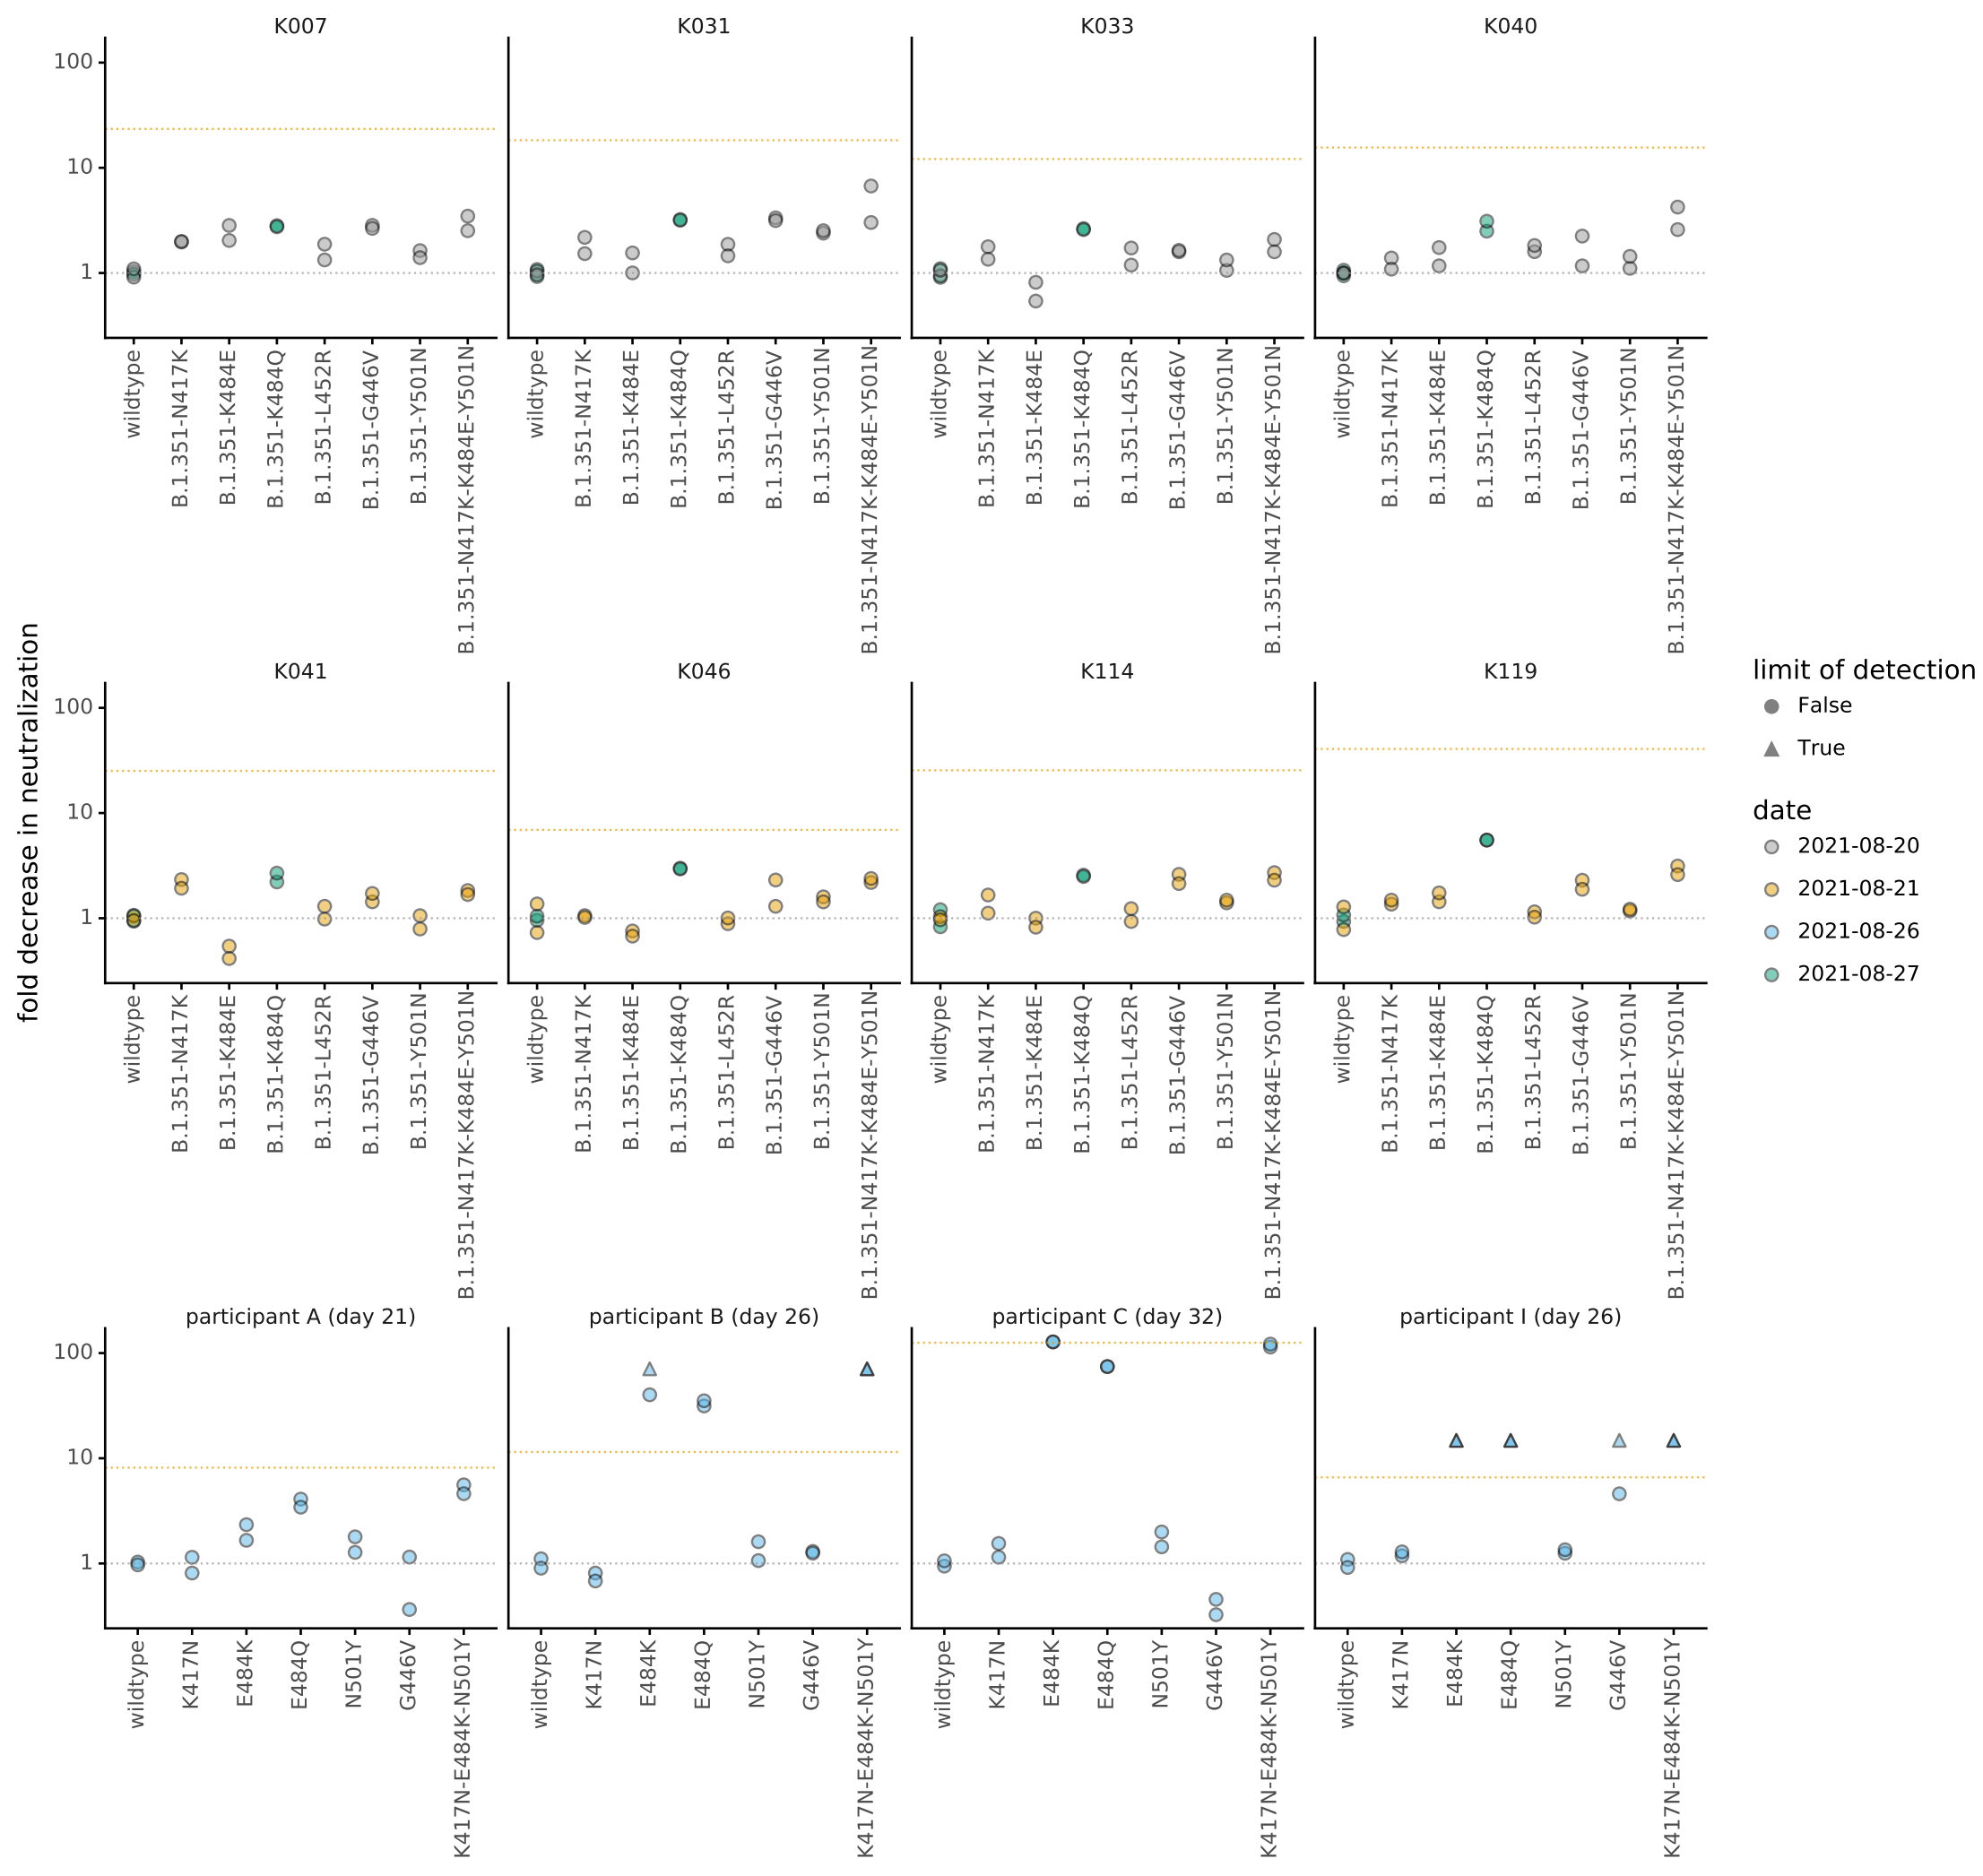 K007
K031
K033
K040
100
10
1
wildtype
B.1.351-N417K
B.1.351-K484E
B.1.351-K484Q
B.1.351-L452R
B.1.351-G446V
B.1.351-Y501N
B.1.351-N417K-K484E-Y501N
wildtype
B.1.351-N417K
B.1.351-K484E
B.1.351-K484Q
B.1.351-L452R
B.1.351-G446V
B.1.351-Y501N
B.1.351-N417K-K484E-Y501N
wildtype
B.1.351-N417K
B.1.351-K484E
B.1.351-K484Q
B.1.351-L452R
B.1.351-G446V
B.1.351-Y501N
B.1.351-N417K-K484E-Y501N
wildtype
B.1.351-N417K
B.1.351-K484E
B.1.351-K484Q
B.1.351-L452R
B.1.351-G446V
B.1.351-Y501N
B.1.351-N417K-K484E-Y501N
fold decrease in neutralization
K041
K046
K114
K119
100
10
1
wildtype
B.1.351-N417K
B.1.351-K484E
B.1.351-K484Q
B.1.351-L452R
B.1.351-G446V
B.1.351-Y501N
B.1.351-N417K-K484E-Y501N
wildtype
B.1.351-N417K
B.1.351-K484E
B.1.351-K484Q
B.1.351-L452R
B.1.351-G446V
B.1.351-Y501N
B.1.351-N417K-K484E-Y501N
wildtype
B.1.351-N417K
B.1.351-K484E
B.1.351-K484Q
B.1.351-L452R
B.1.351-G446V
B.1.351-Y501N
B.1.351-N417K-K484E-Y501N
wildtype
B.1.351-N417K
B.1.351-K484E
B.1.351-K484Q
B.1.351-L452R
B.1.351-G446V
B.1.351-Y501N
B.1.351-N417K-K484E-Y501N
participant A (day 21)
participant B (day 26)
participant C (day 32)
participant I (day 26)
100
10
1
wildtype
K417N
E484K
E484Q
N501Y
G446V
K417N-E484K-N501Y
wildtype
K417N
E484K
E484Q
N501Y
G446V
K417N-E484K-N501Y
wildtype
K417N
E484K
E484Q
N501Y
G446V
K417N-E484K-N501Y
wildtype
K417N
E484K
E484Q
N501Y
G446V
K417N-E484K-N501Y
limit of detection
False
True
date
2021-08-20
2021-08-21
2021-08-26
2021-08-27